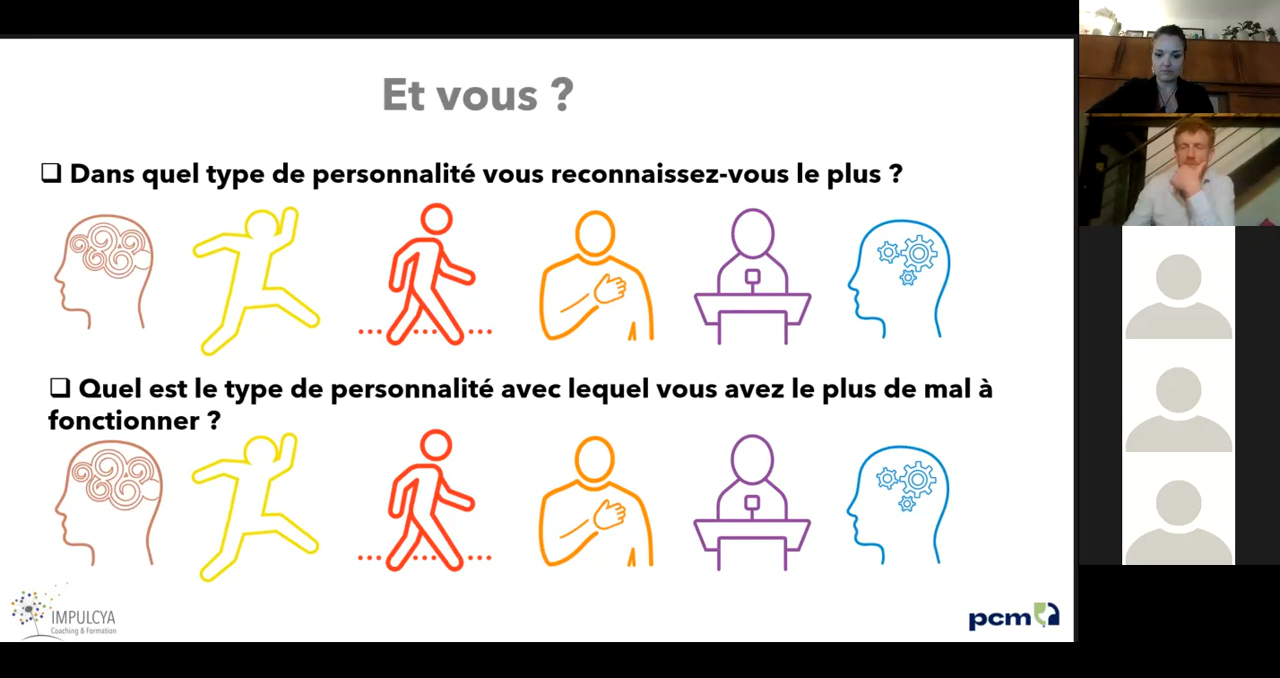 Et vous ?
❑ Dans quel type de personnalité vous reconnaissez-vous le plus ?
❑ Quel est le type de personnalité avec lequel vous avez le plus de mal à
fonctionner ?
IMPULCYA
Coaching & Formation
pcm